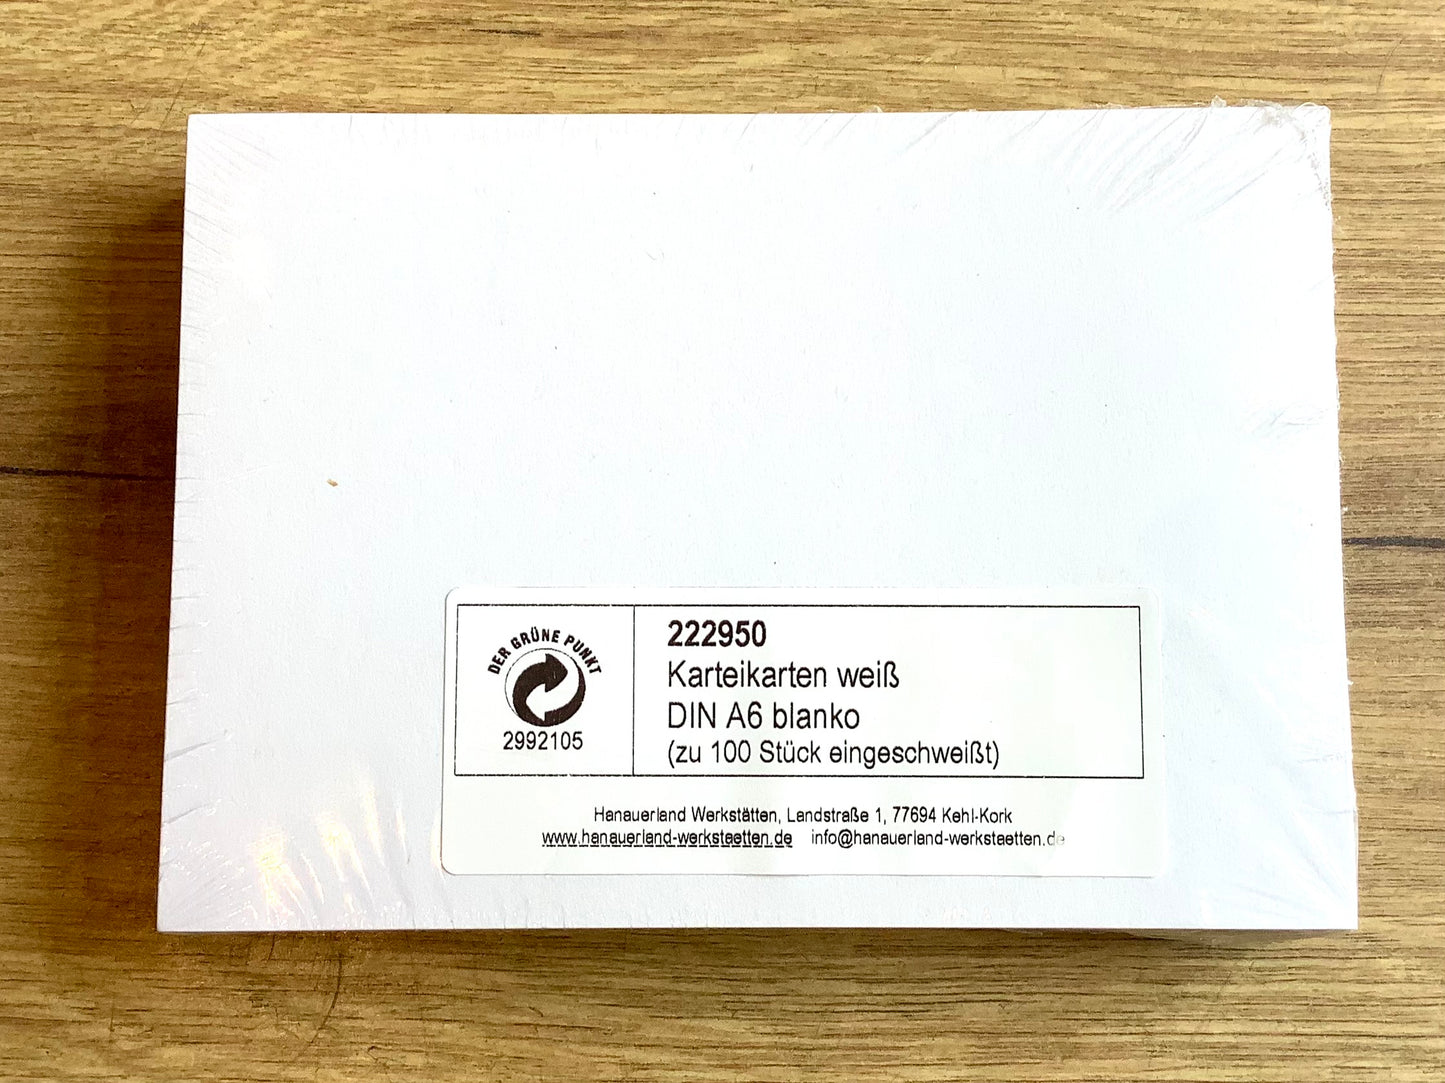 DER GRÜNE PUNKT
2992105
222950
Karteikarten weiß
DIN A6 blanko
(zu 100 Stück eingeschweißt)
Hanauerland Werkstätten, Landstraße 1, 77694 Kehl-Kork
www.hanauerland-werkstaetten.de info@hanauerland-werkstaetten.de